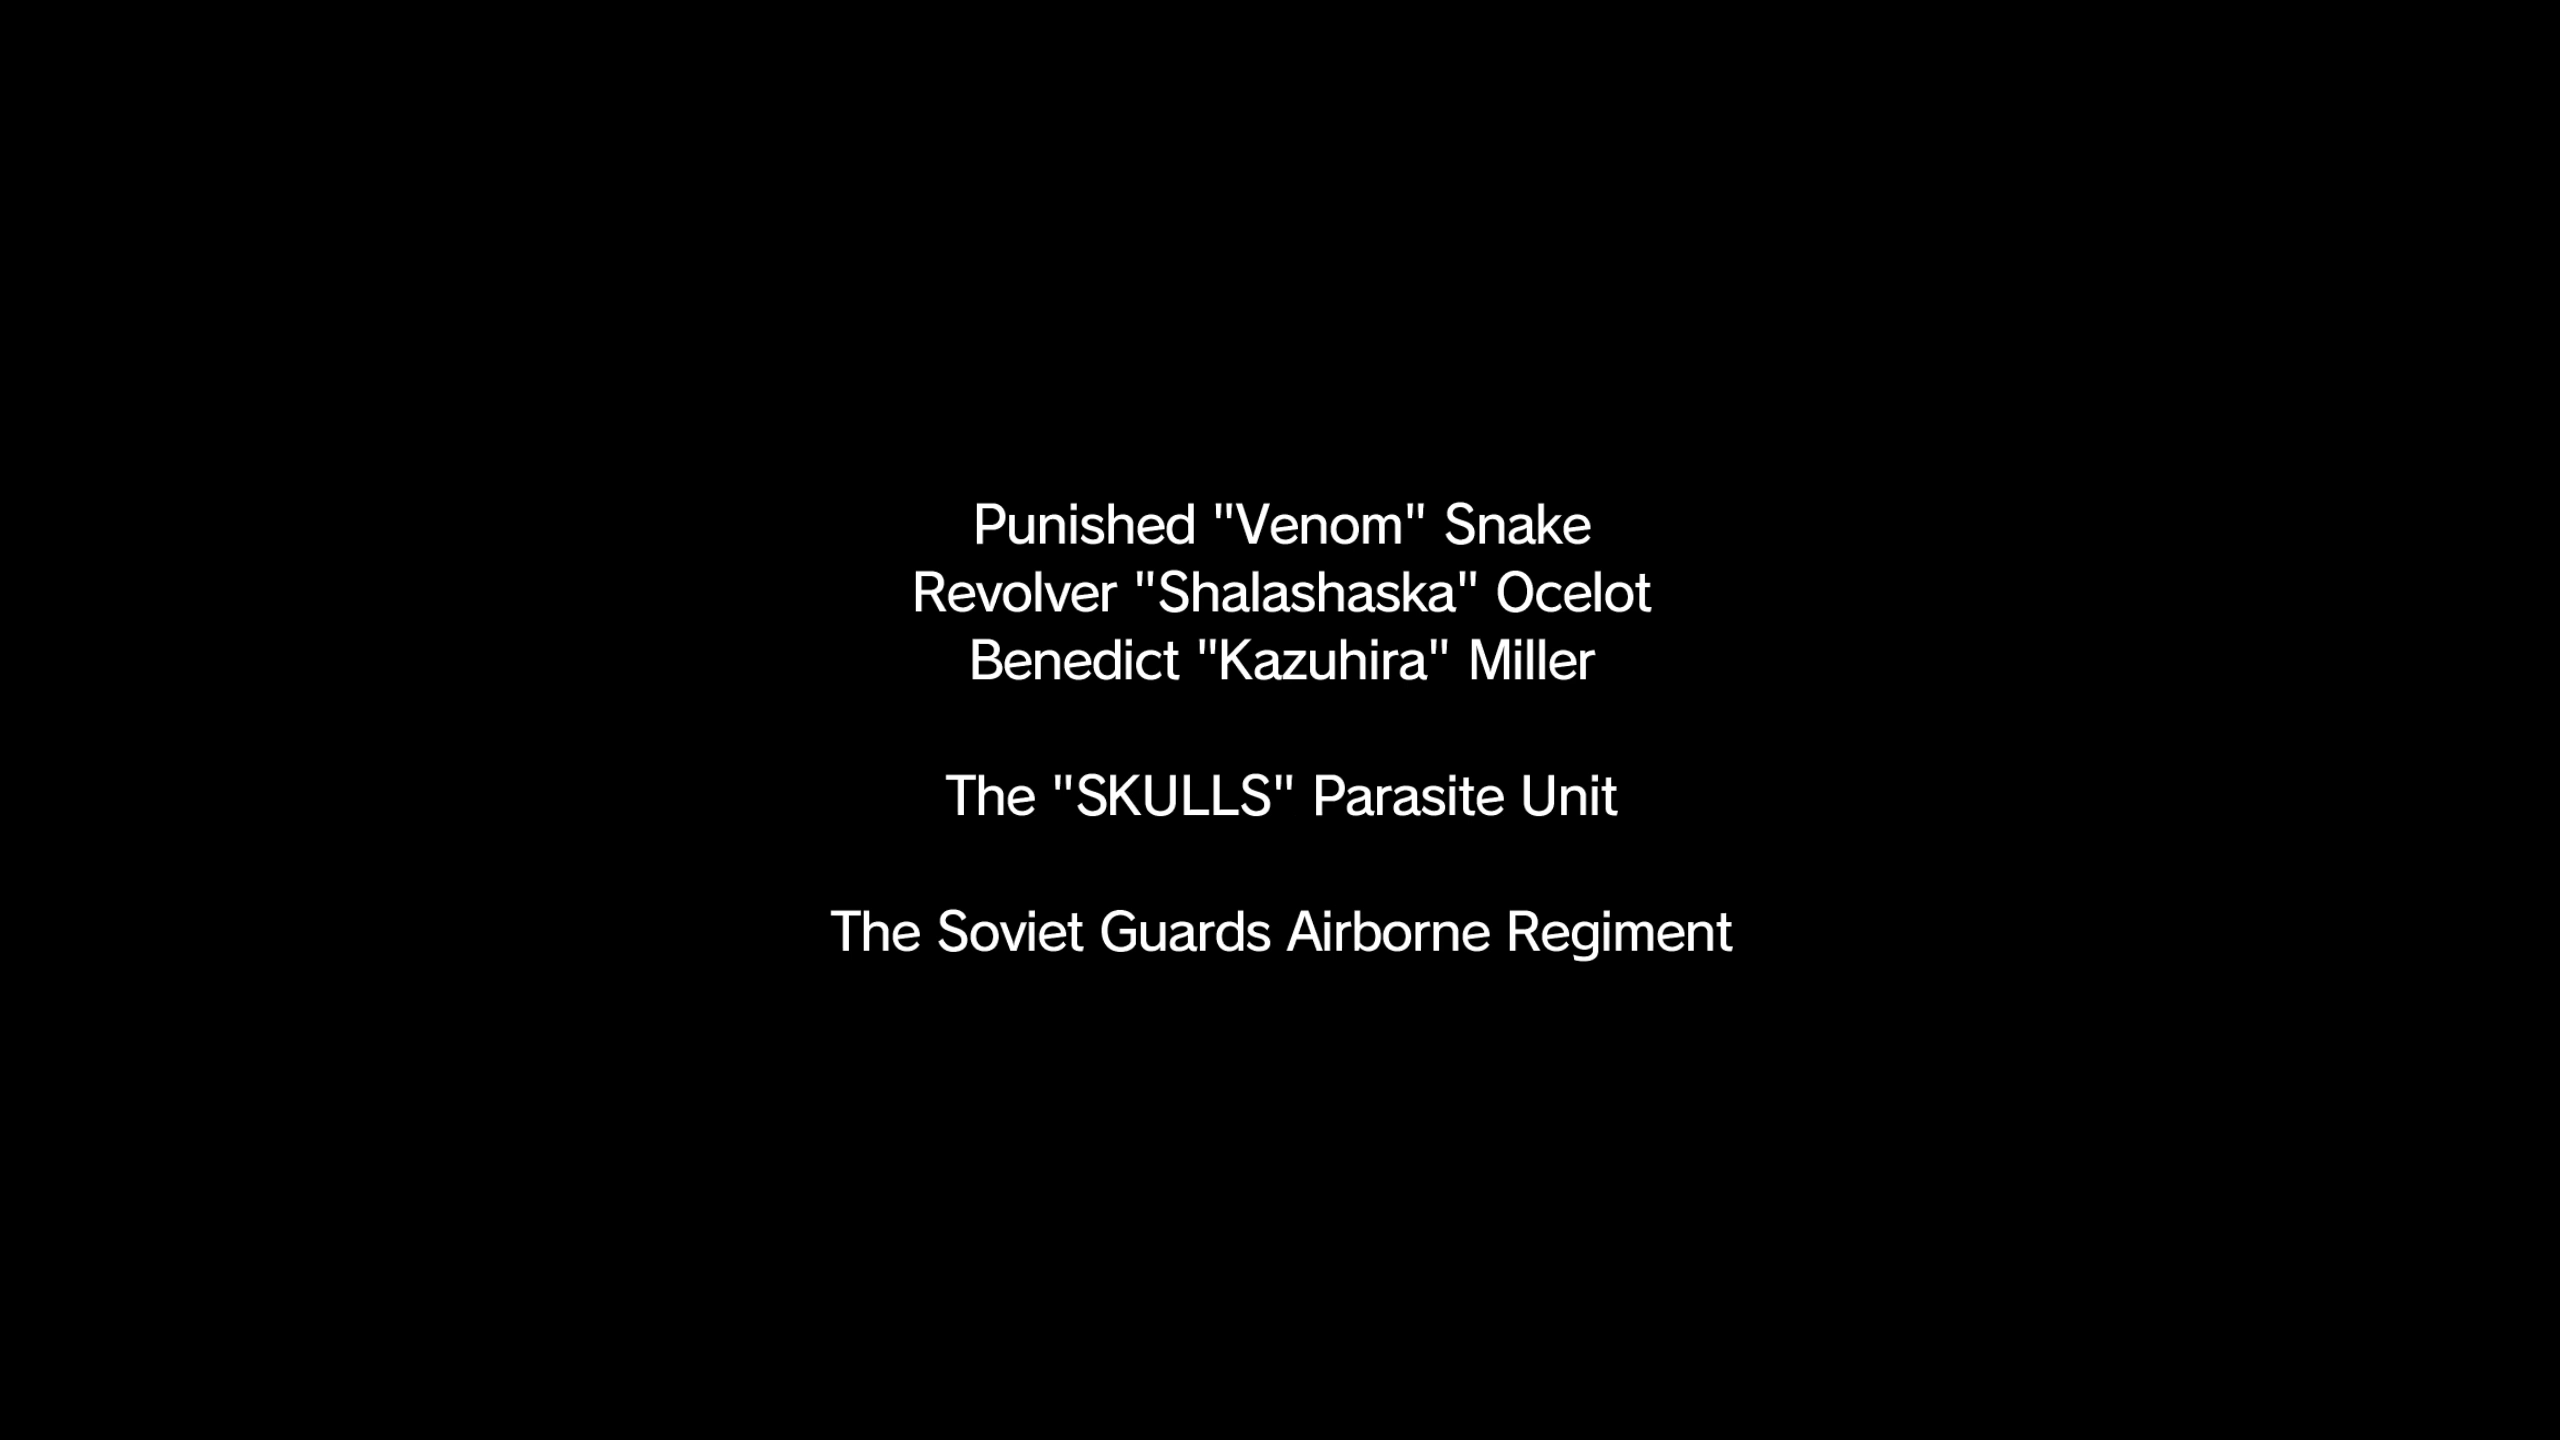 Punished "Venom" Snake
Revolver "Shalashaska" Ocelot
Benedict "Kazuhira" Miller
The "SKULLS" Parasite Unit
The Soviet Guards Airborne Regiment